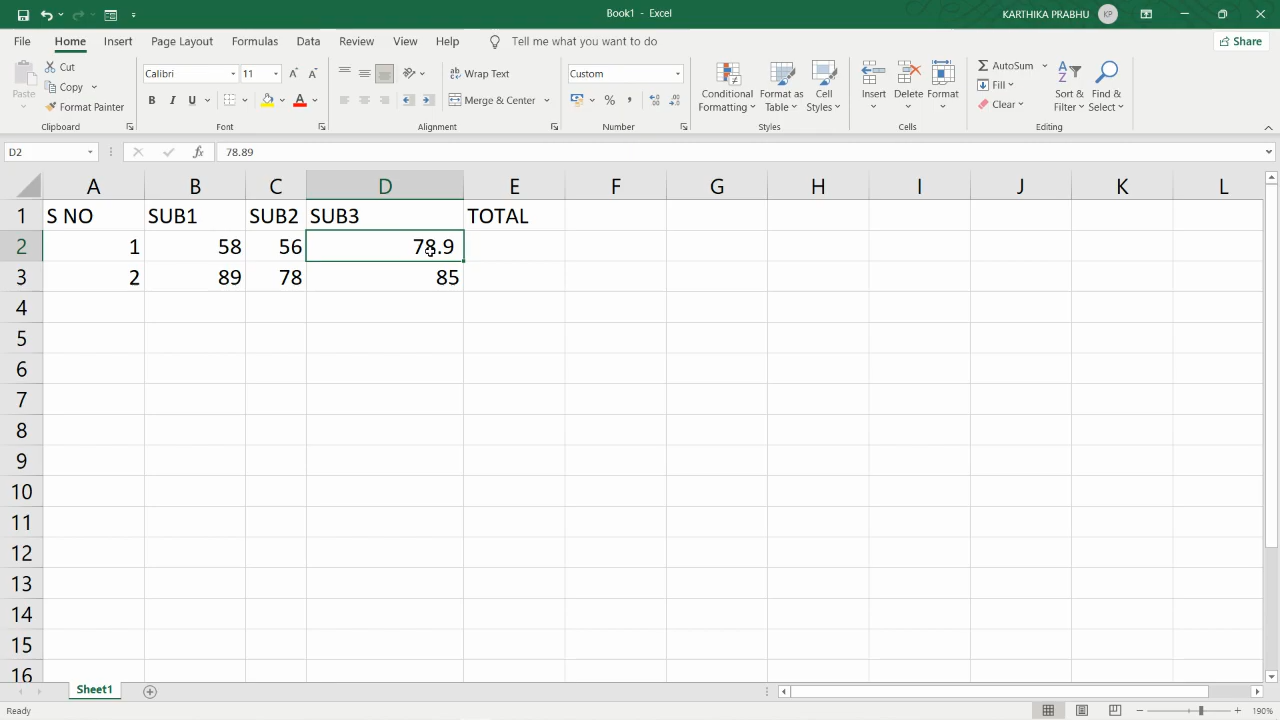 Book1 - Excel
KARTHIKA PRABHU
KP
File Home Insert Page Layout Formulas Data Review View Help Tell me what you want to do
Share
Paste
Cut
Copy
Format Painter
Clipboard
Calibri 11
B I U
A A
Font
Wrap Text
Merge & Center
Alignment
Custom
%
Number
Conditional Formatting
Format as Table
Cell Styles
Styles
Insert Delete Format
Cells
AutoSum
Fill
Clear
Sort & Filter
Find & Select
Editing
D2 fx 78.89
A B C D E F G H I J K L
1 S NO SUB1 SUB2 SUB3 TOTAL
2 1 58 56 78.9
3 2 89 78 85
4
5
6
7
8
9
10
11
12
13
14
15
16
Sheet1
Ready
190%